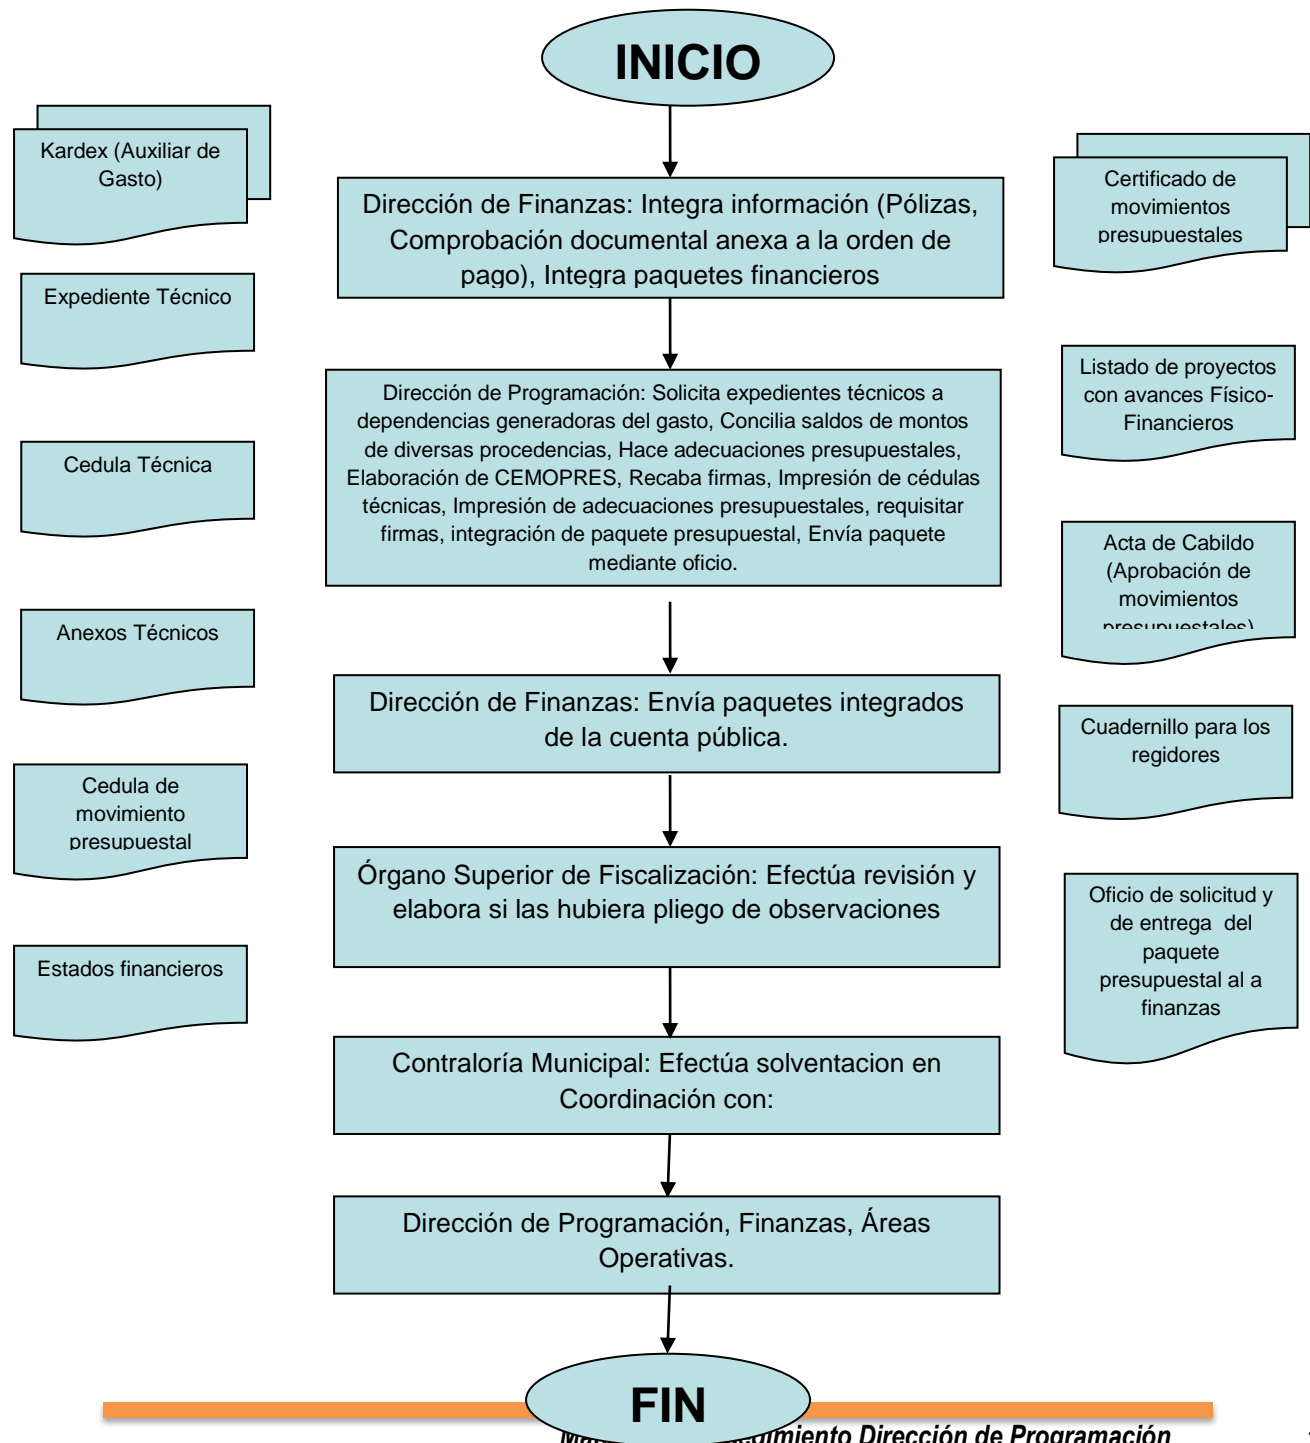 INICIO
Kardex (Auxiliar de
Gasto)
Expediente Técnico
Cedula Técnica
Anexos Técnicos
Cedula de
movimiento
presupuestal
Estados financieros
Dirección de Finanzas: Integra información (Pólizas,
Comprobación documental anexa a la orden de
pago), Integra paquetes financieros
Dirección de Programación: Solicita expedientes técnicos a
dependencias generadoras del gasto, Concilia saldos de montos
de diversas procedencias, Hace adecuaciones presupuestales,
Elaboración de CEMOPRES, Recaba firmas, Impresión de cédulas
técnicas, Impresión de adecuaciones presupuestales, requisitar
firmas, integración de paquete presupuestal, Envía paquete
mediante oficio.
Dirección de Finanzas: Envía paquetes integrados
de la cuenta pública.
Órgano Superior de Fiscalización: Efectúa revisión y
elabora si las hubiera pliego de observaciones
Contraloría Municipal: Efectúa solventacion en
Coordinación con:
Dirección de Programación, Finanzas, Áreas
Operativas.
Certificado de
movimientos
presupuestales
Listado de proyectos
con avances Físico-
Financieros
Acta de Cabildo
(Aprobación de
movimientos
presupuestales)
Cuadernillo para los
regidores
Oficio de solicitud y
de entrega del
paquete
presupuestal al a
finanzas
FIN
Dirección de Programación